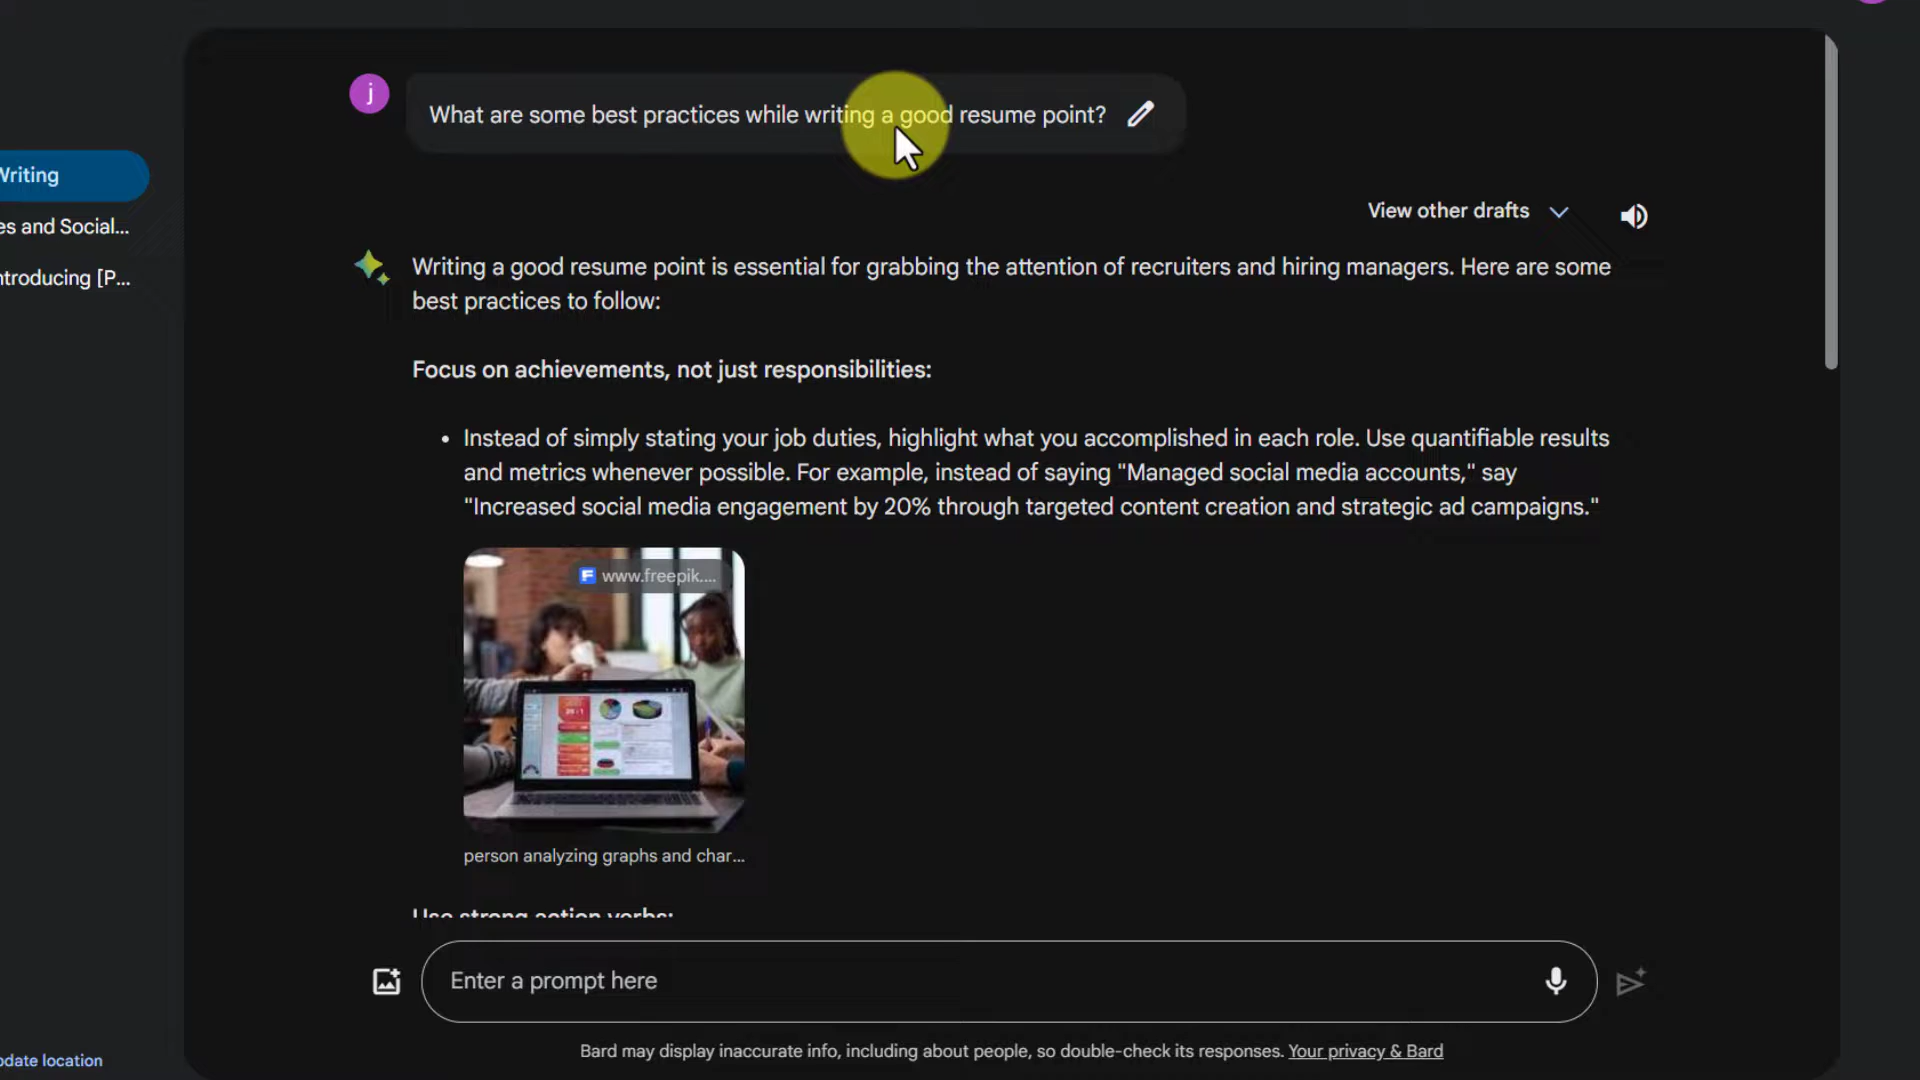 j
What are some best practices while writing a good resume point?
Writing
es and Social...
ntroducing [P...
View other drafts
Writing a good resume point is essential for grabbing the attention of recruiters and hiring managers. Here are some
best practices to follow:
Focus on achievements, not just responsibilities:
• Instead of simply stating your job duties, highlight what you accomplished in each role. Use quantifiable results
and metrics whenever possible. For example, instead of saying "Managed social media accounts," say
"Increased social media engagement by 20% through targeted content creation and strategic ad campaigns."
F www.freepik....
person analyzing graphs and char...
Use strong action verbs:
Enter a prompt here
Bard may display inaccurate info, including about people, so double-check its responses. Your privacy & Bard
pdate location